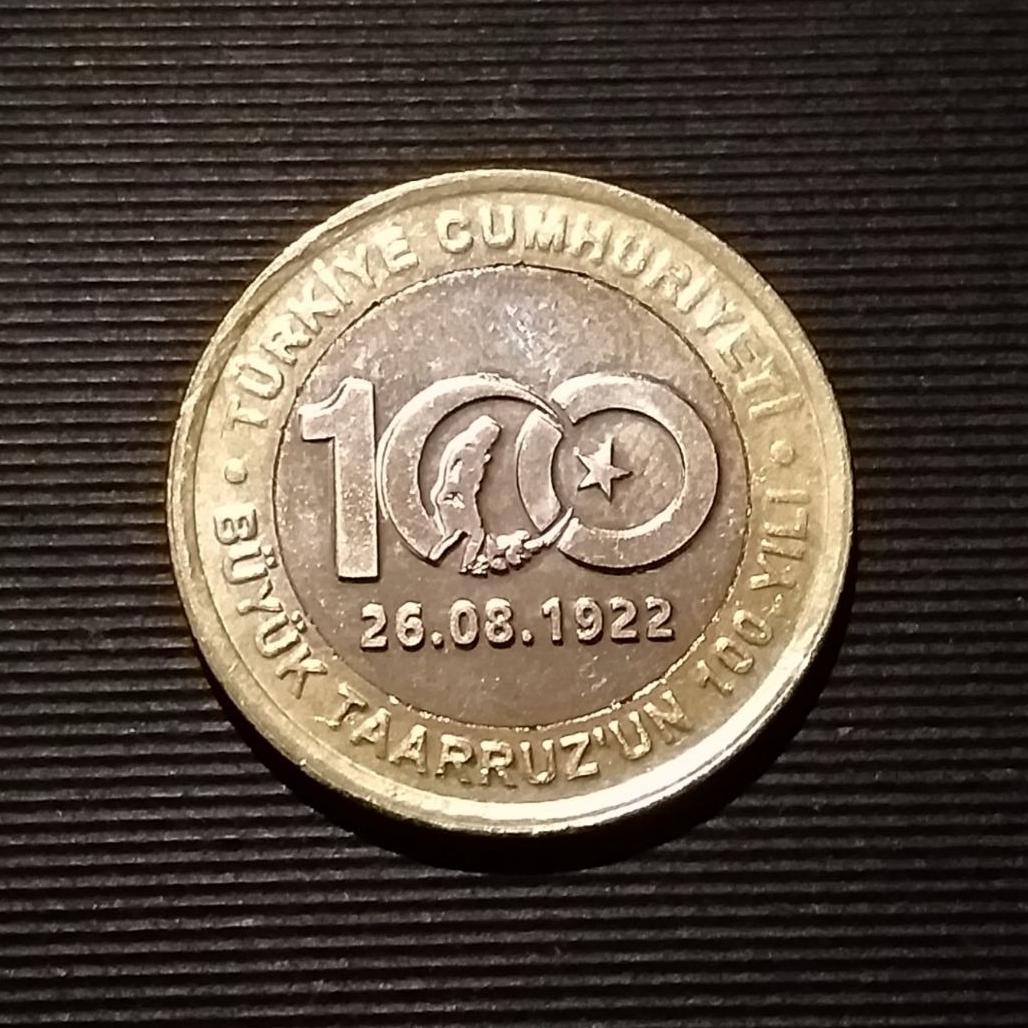 TÜRKİYE CUMHURİYETİ
100
26.08.1922
BÜYÜK TAARRUZ'UN 100.YILI